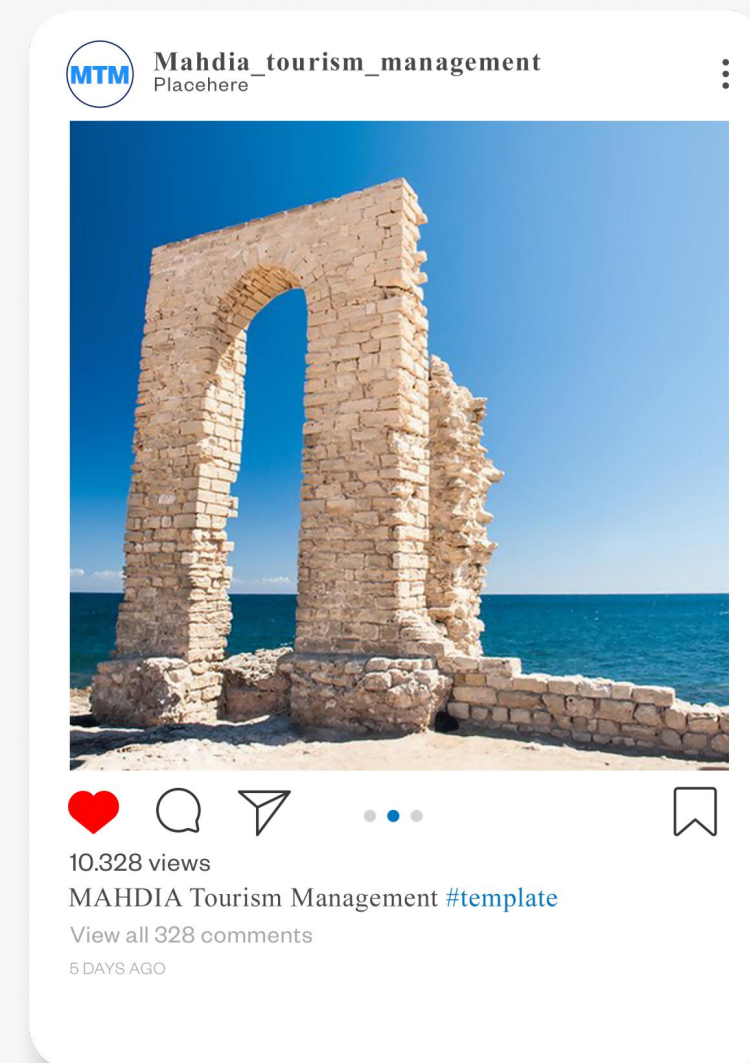 MTM
Mahdia_tourism_management
Placehere
10.328 views
MAHDIA Tourism Management #template
View all 328 comments
5 DAYS AGO